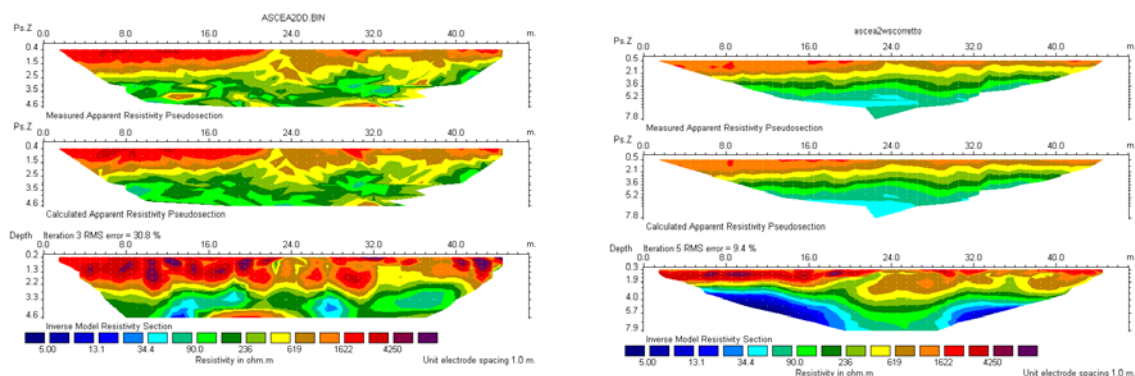 ASCEA2DD.BIN
Ps.Z
0.0 8.0 16.0 24.0 32.0 40.0 m.
0.4
1.5
2.5
3.5
4.6
Measured Apparent Resistivity Pseudosection
Ps.Z
0.0 8.0 16.0 24.0 32.0 40.0 m.
0.4
1.5
2.5
3.5
4.6
Calculated Apparent Resistivity Pseudosection
Depth Iteration 3 RMS error = 30.8 %
0.0 8.0 16.0 24.0 32.0 40.0 m.
0.2
1.3
2.2
3.3
4.6
Inverse Model Resistivity Section
5.00 13.1 34.4 90.0 236 619 1622 4250
Resistivity in ohm.m
Unit electrode spacing 1.0 m.
ascea2wscorretto
Ps.Z
0.0 8.0 16.0 24.0 32.0 40.0 m.
0.5
2.1
3.6
5.2
7.8
Measured Apparent Resistivity Pseudosection
Ps.Z
0.0 8.0 16.0 24.0 32.0 40.0 m.
0.5
2.1
3.6
5.2
7.8
Calculated Apparent Resistivity Pseudosection
Depth Iteration 5 RMS error = 9.4 %
0.0 8.0 16.0 24.0 32.0 40.0 m.
0.3
2.2
4.0
5.7
7.9
Inverse Model Resistivity Section
5.00 13.1 34.4 90.0 236 619 1622 4250
Resistivity in ohm.m
Unit electrode spacing 1.0 m.